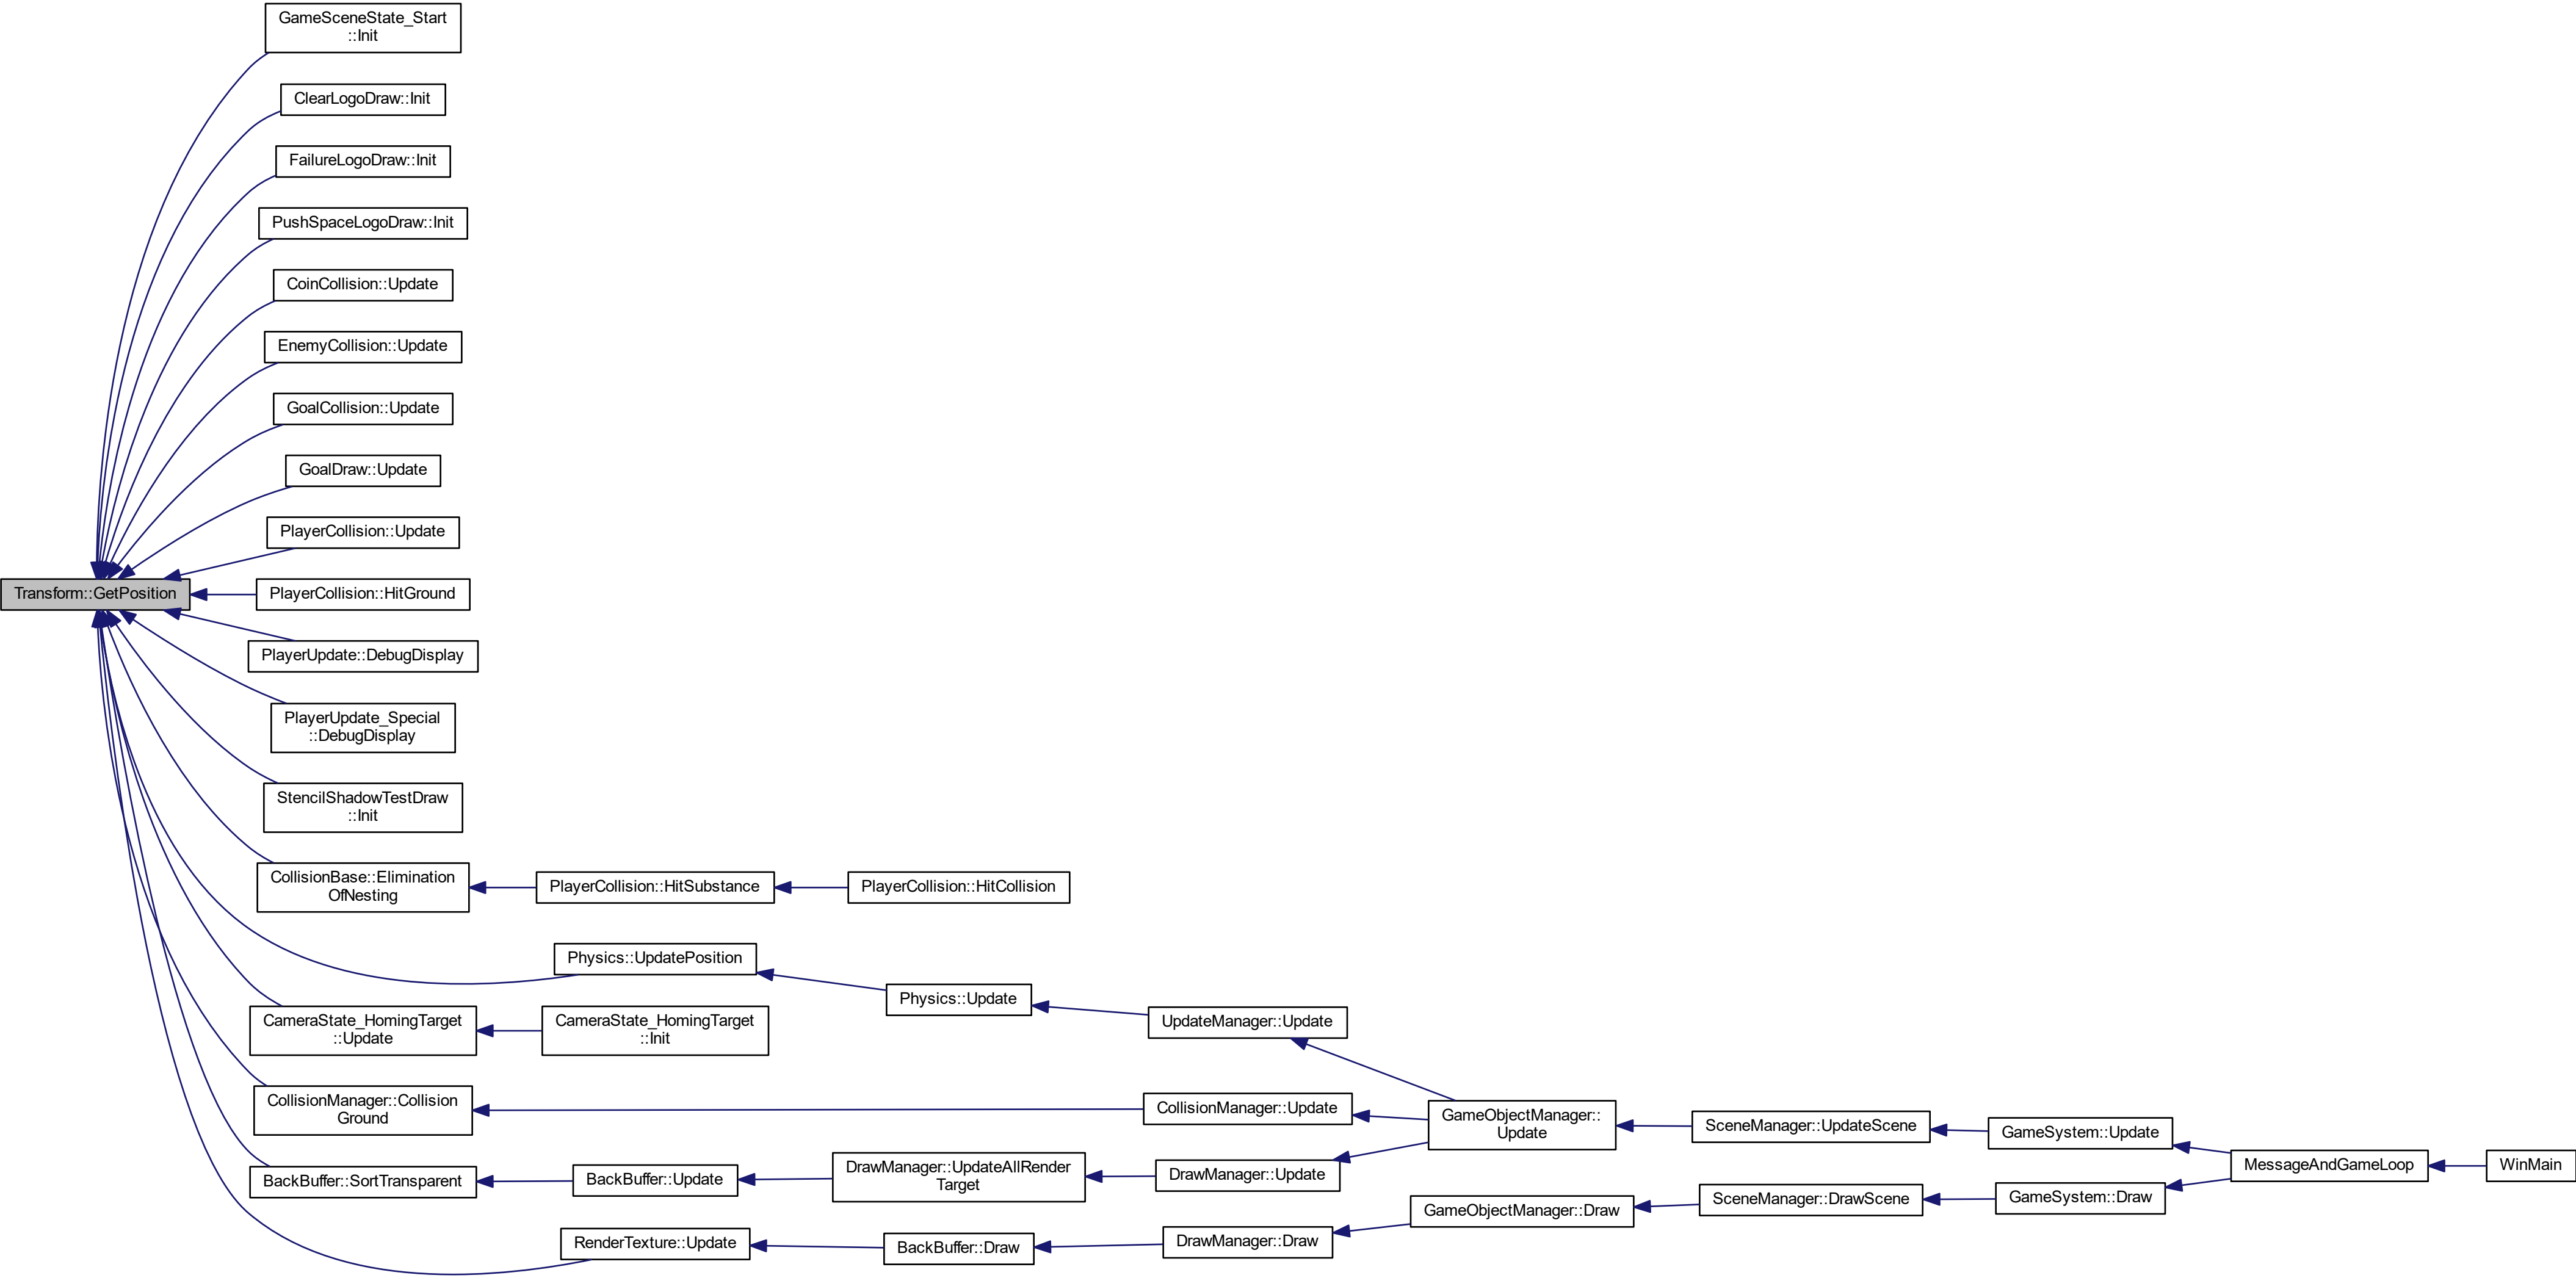 GameSceneState_Start
::Init
ClearLogoDraw::Init
FailureLogoDraw::Init
PushSpaceLogoDraw::Init
CoinCollision::Update
EnemyCollision::Update
GoalCollision::Update
GoalDraw::Update
PlayerCollision::Update
Transform::GetPosition
PlayerCollision::HitGround
PlayerUpdate::DebugDisplay
PlayerUpdate_Special
::DebugDisplay
StencilShadowTestDraw
::Init
CollisionBase::Elimination
OfNesting
PlayerCollision::HitSubstance
PlayerCollision::HitCollision
Physics::UpdatePosition
Physics::Update
UpdateManager::Update
CameraState_HomingTarget
::Update
CameraState_HomingTarget
::Init
CollisionManager::Collision
Ground
CollisionManager::Update
GameObjectManager::
Update
SceneManager::UpdateScene
GameSystem::Update
BackBuffer::SortTransparent
BackBuffer::Update
DrawManager::UpdateAllRender
Target
DrawManager::Update
MessageAndGameLoop
WinMain
RenderTexture::Update
BackBuffer::Draw
DrawManager::Draw
GameObjectManager::Draw
SceneManager::DrawScene
GameSystem::Draw